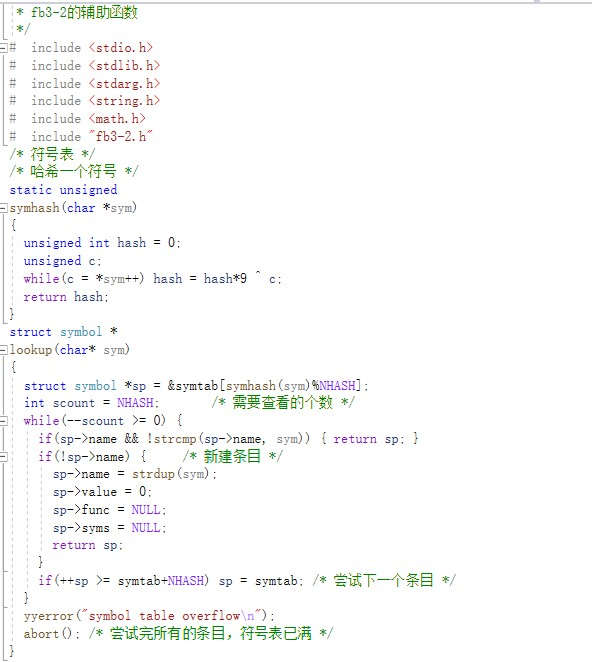 * fb3-2的辅助函数
*/
#  include <stdio.h>
#  include <stdlib.h>
#  include <stdarg.h>
#  include <string.h>
#  include <math.h>
#  include "fb3-2.h"
/* 符号表 */
/* 哈希一个符号 */
static unsigned
symhash(char *sym)
{
  unsigned int hash = 0;
  unsigned c;
  while(c = *sym++) hash = hash*9 ^ c;
  return hash;
}
struct symbol *
lookup(char* sym)
{
  struct symbol *sp = &symtab[symhash(sym)%NHASH];
  int scount = NHASH;       /* 需要查看的个数 */
  while(--scount >= 0) {
    if(sp->name && !strcmp(sp->name, sym)) { return sp; }
    if(!sp->name) {     /* 新建条目 */
      sp->name = strdup(sym);
      sp->value = 0;
      sp->func = NULL;
      sp->syms = NULL;
      return sp;
    }
    if(++sp >= symtab+NHASH) sp = symtab; /* 尝试下一个条目 */
  }
  yyerror("symbol table overflow\n");
  abort(); /* 尝试完所有的条目，符号表已满 */
}